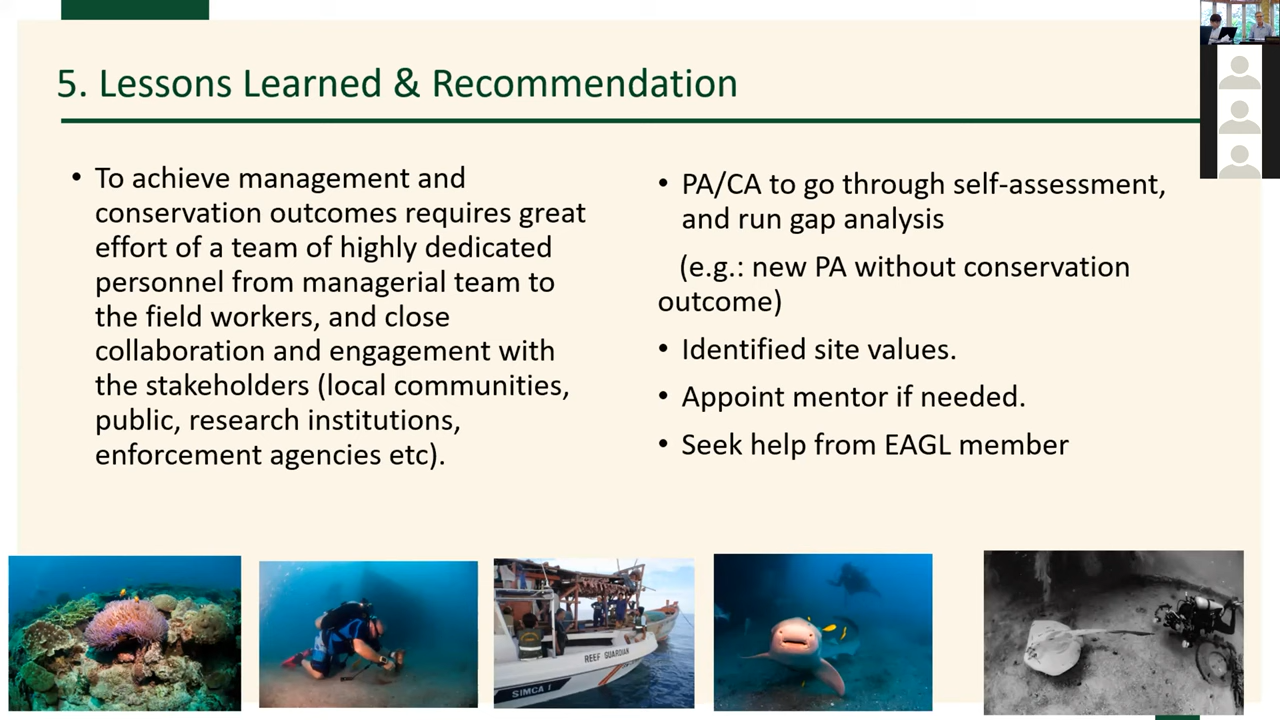 5. Lessons Learned & Recommendation
• To achieve management and
conservation outcomes requires great
effort of a team of highly dedicated
personnel from managerial team to
the field workers, and close
collaboration and engagement with
the stakeholders (local communities,
public, research institutions,
enforcement agencies etc).
• PA/CA to go through self-assessment,
and run gap analysis
(e.g.: new PA without conservation
outcome)
• Identified site values.
• Appoint mentor if needed.
• Seek help from EAGL member
REEF GUARDIAN
SIMCA I